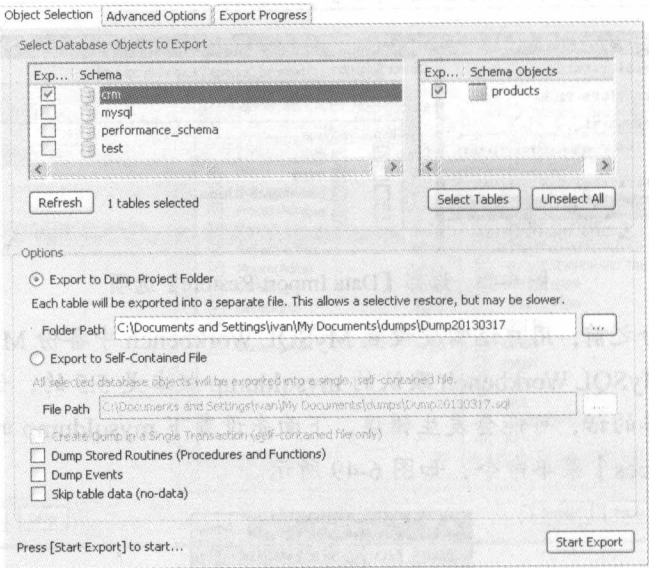 Object Selection Advanced Options Export Progress
Select Database Objects to Export
Exp... Schema
crm
mysql
performance_schema
test
Exp... Schema Objects
products
Refresh 1 tables selected Select Tables Unselect All
Options
Export to Dump Project Folder
Each table will be exported into a separate file. This allows a selective restore, but may be slower.
Folder Path C:\Documents and Settings\ivan\My Documents\dumps\Dump20130317 ...
Export to Self-Contained File
All selected database objects will be exported into a single, self-contained file.
File Path C:\Documents and Settings\ivan\My Documents\dumps\Dump20130317.sql ...
Create Dump in a Single Transaction (self-contained file only)
Dump Stored Routines (Procedures and Functions)
Dump Events
Skip table data (no-data)
Press [Start Export] to start... Start Export